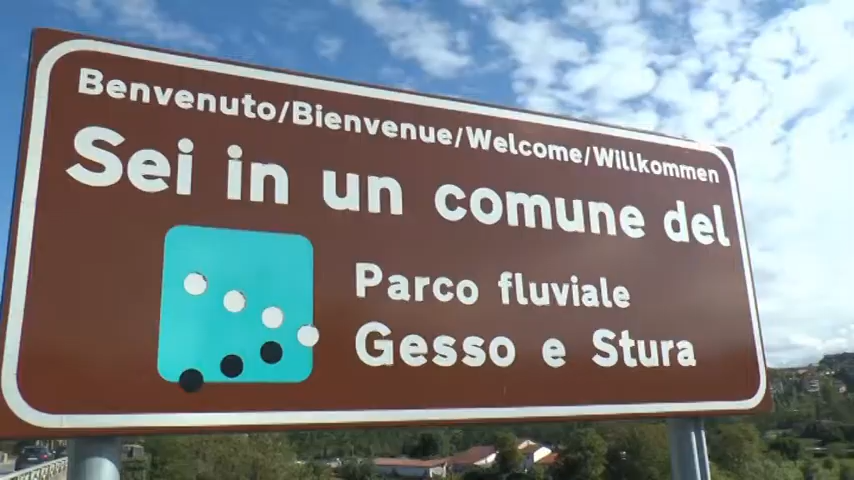 Benvenuto/Bienvenue/Welcome/Willkommen
Sei in un comune del
Parco fluviale
Gesso e Stura